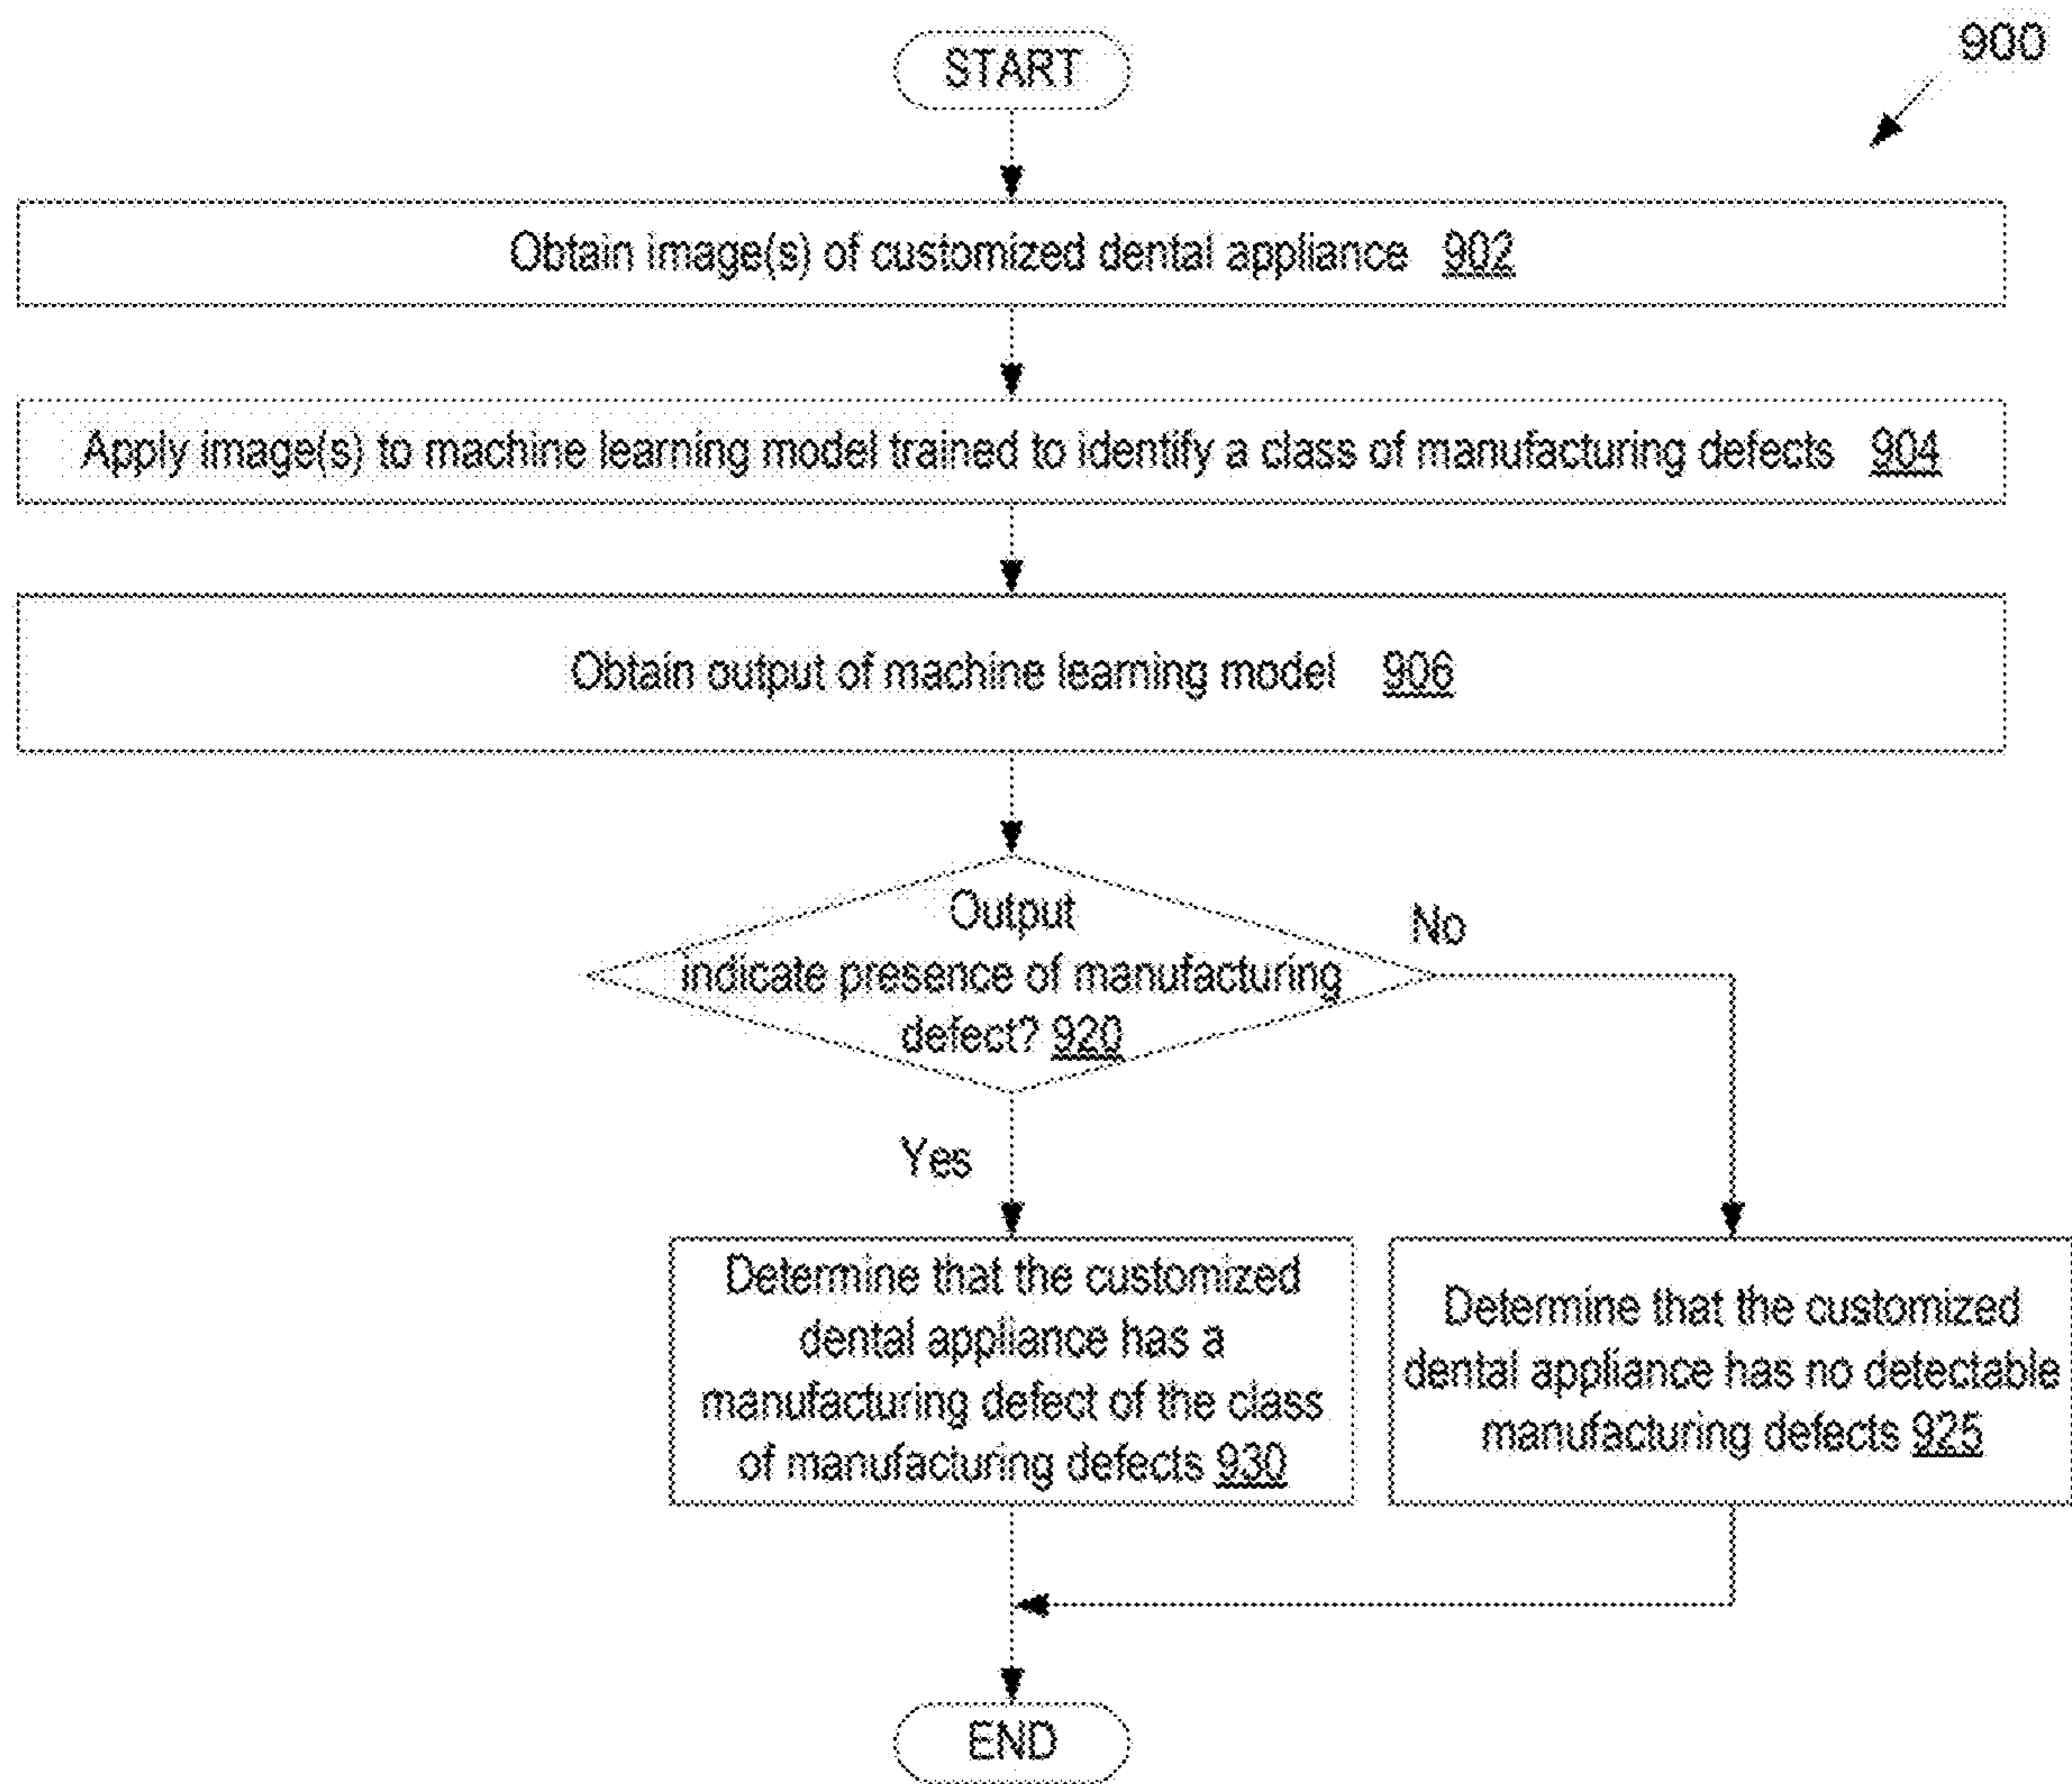 900
START
Obtain image(s) of customized dental appliance 902
Apply image(s) to machine learning model trained to identify a class of manufacturing defects 904
Obtain output of machine learning model 906
Output
indicate presence of manufacturing
defect? 920
No
Yes
Determine that the customized
dental appliance has a
manufacturing defect of the class
of manufacturing defects 930
Determine that the customized
dental appliance has no detectable
manufacturing defects 925
END